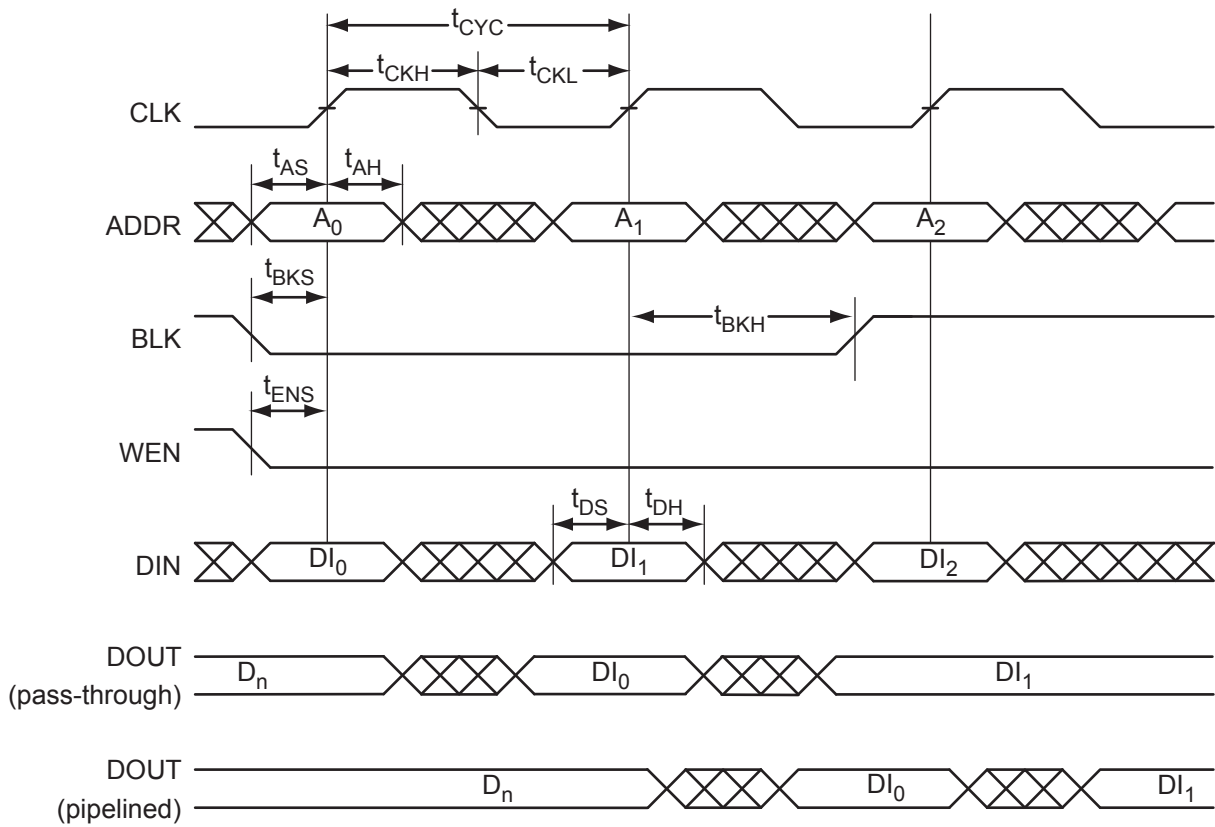 tCYC
tCKH tCKL
CLK
tAS tAH
ADDR A0 A1 A2
tBKS
BLK tBKH
tENS
WEN
tDS tDH
DIN DI0 DI1 DI2
DOUT
(pass-through) Dn DI0 DI1
DOUT
(pipelined) Dn DI0 DI1